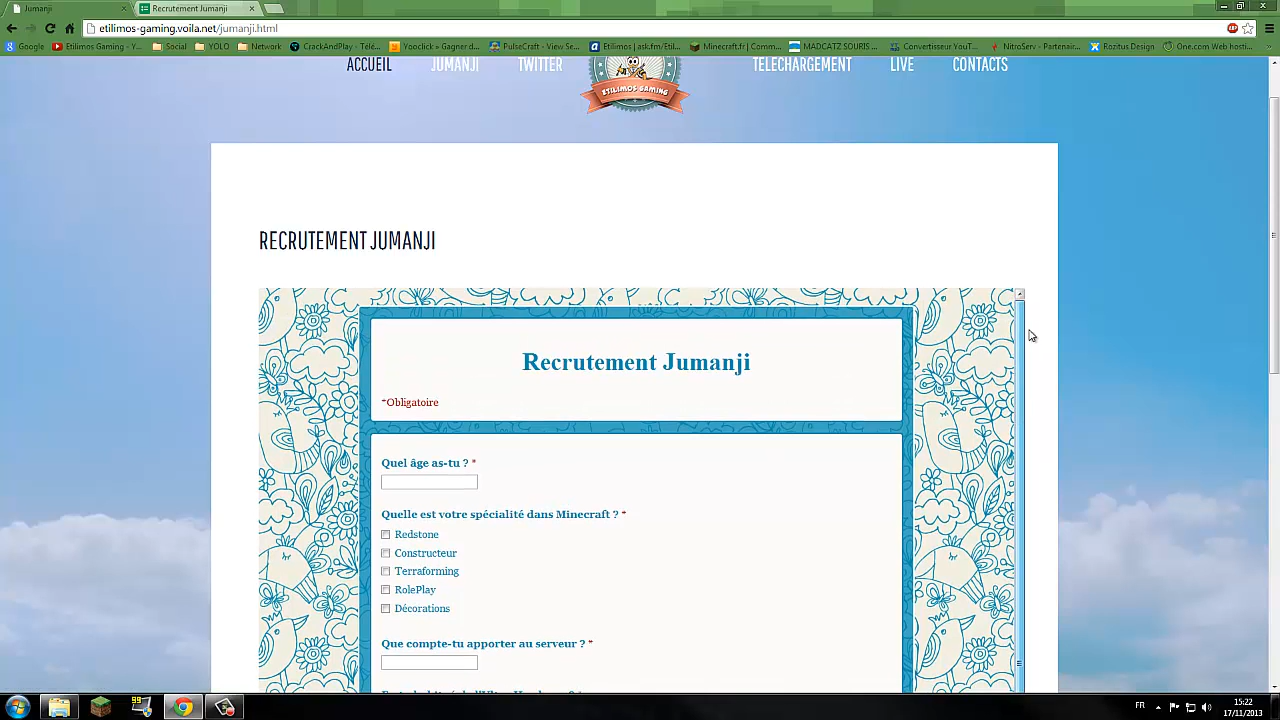 Jumanji
Recrutement Jumanji
etilimos-gaming.voila.net/jumanji.html
Google
Etilimos Gaming - Y...
Social
YOLO
Network
CrackAndPlay - Télé...
Yooclick » Gagner d...
PulseCraft - View Se...
Etilimos | ask.fm/Etil...
Minecraft.fr | Comm...
MADCATZ SOURIS ...
Convertisseur YouT...
NitroServ - Partenair...
Rozitus Design
One.com Web hosti...
ACCUEIL
JUMANJI
TWITTER
ETILIMOS GAMING
TELECHARGEMENT
LIVE
CONTACTS
RECRUTEMENT JUMANJI
Recrutement Jumanji
*Obligatoire
Quel âge as-tu ? *
Quelle est votre spécialité dans Minecraft ? *
Redstone
Constructeur
Terraforming
RolePlay
Décorations
Que compte-tu apporter au serveur ? *
FR
15:22
17/11/2013